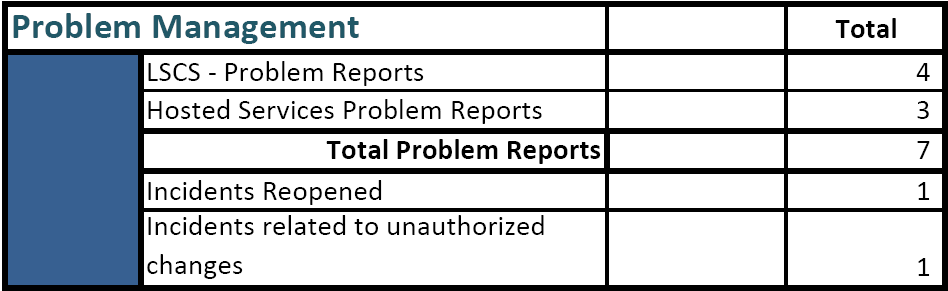 Problem Management Total
LSCS - Problem Reports 4
Hosted Services Problem Reports 3
Total Problem Reports 7
Incidents Reopened 1
Incidents related to unauthorized
changes 1